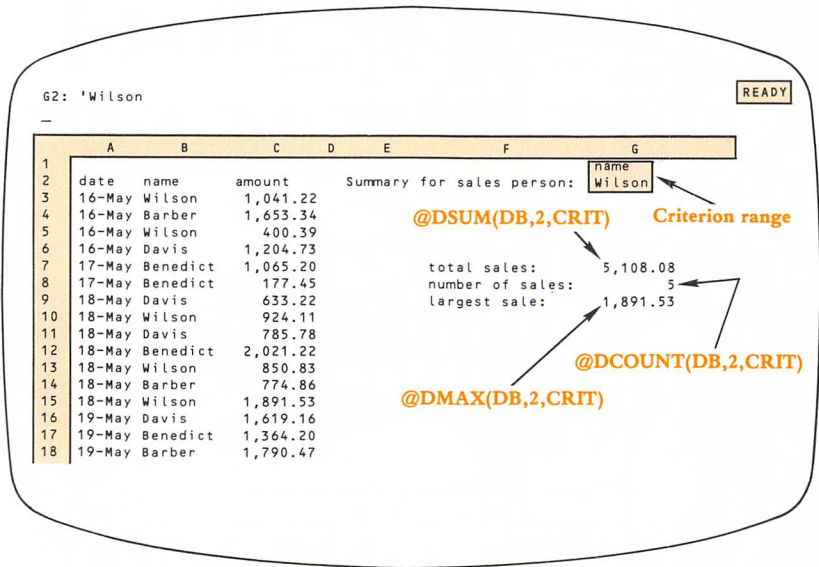 G2: 'Wilson READY
A B C D E F G
1 name
2 date name amount Summary for sales person: Wilson
3 16-May Wilson 1,041.22
4 16-May Barber 1,653.34 @DSUM(DB,2,CRIT) Criterion range
5 16-May Wilson 400.39
6 16-May Davis 1,204.73
7 17-May Benedict 1,065.20 total sales: 5,108.08
8 17-May Benedict 177.45 number of sales: 5
9 18-May Davis 633.22 largest sale: 1,891.53
10 18-May Wilson 924.11
11 18-May Davis 785.78
12 18-May Benedict 2,021.22 @DCOUNT(DB,2,CRIT)
13 18-May Wilson 850.83
14 18-May Barber 774.86
15 18-May Wilson 1,891.53 @DMAX(DB,2,CRIT)
16 19-May Davis 1,619.16
17 19-May Benedict 1,364.20
18 19-May Barber 1,790.47